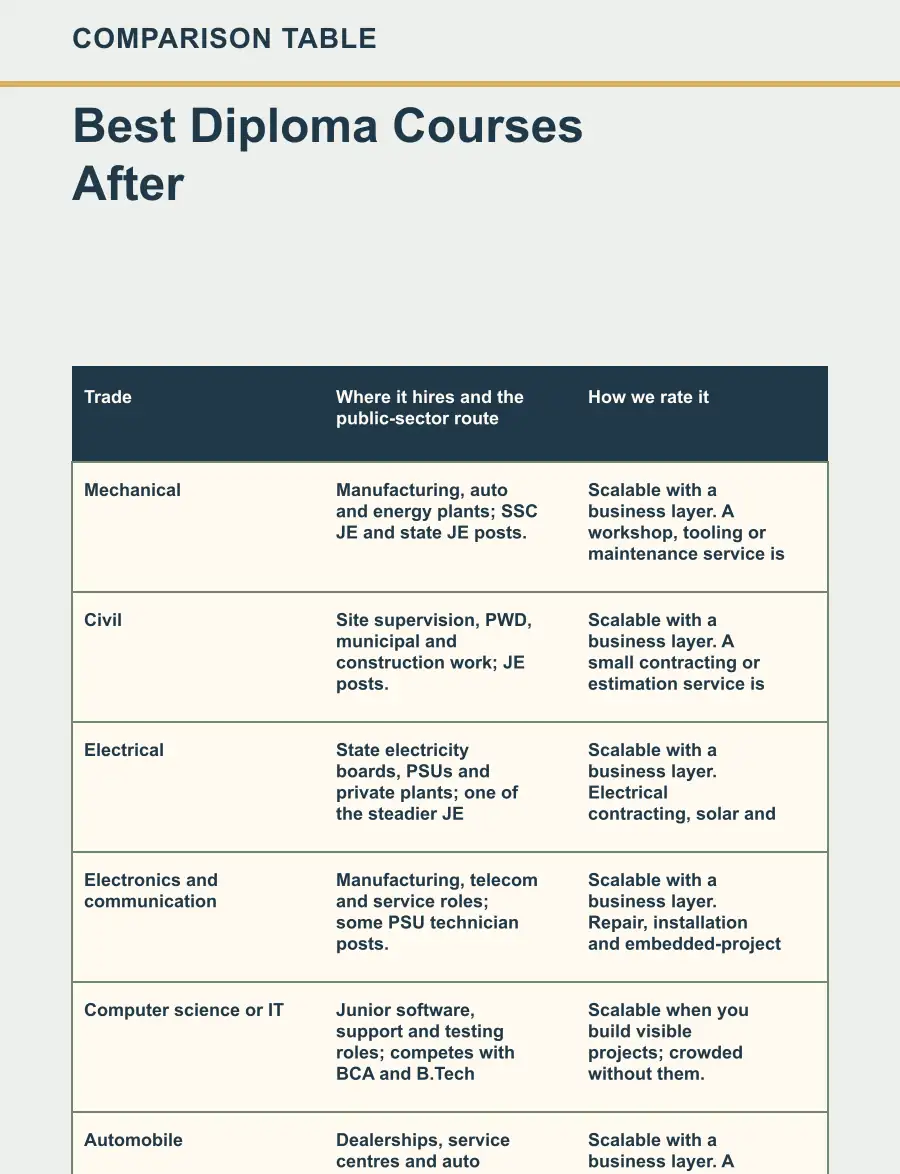 COMPARISON TABLE
Best Diploma Courses
After
Trade
Where it hires and the
public-sector route
How we rate it
Mechanical
Manufacturing, auto
and energy plants; SSC
JE and state JE posts.
Scalable with a
business layer. A
workshop, tooling or
maintenance service is
Civil
Site supervision, PWD,
municipal and
construction work; JE
posts.
Scalable with a
business layer. A
small contracting or
estimation service is
Electrical
State electricity
boards, PSUs and
private plants; one of
the steadier JE
Scalable with a
business layer.
Electrical
contracting, solar and
Electronics and
communication
Manufacturing, telecom
and service roles;
some PSU technician
posts.
Scalable with a
business layer.
Repair, installation
and embedded-project
Computer science or IT
Junior software,
support and testing
roles; competes with
BCA and B.Tech
Scalable when you
build visible
projects; crowded
without them.
Automobile
Dealerships, service
centres and auto
Scalable with a
business layer. A